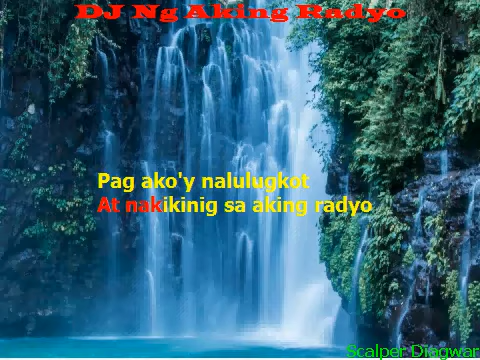 DJ Ng Aking Radyo
Pag ako'y nalulugkot
At nakikinig sa aking radyo
Scalper Diagwar